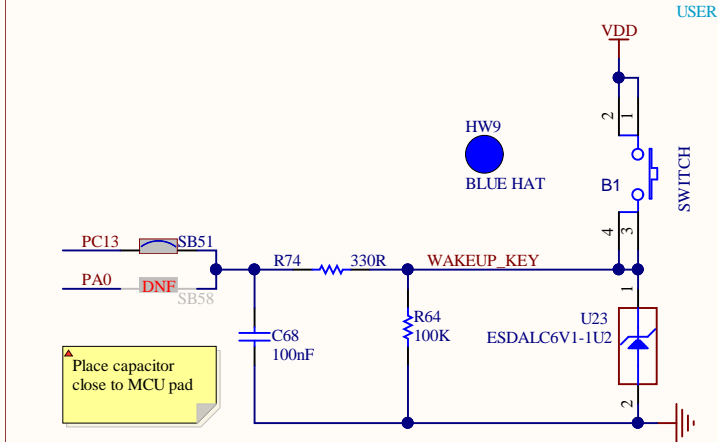 USER
VDD
2
1
HW9
BLUE HAT
B1
SWITCH
4
3
PC13
SB51
PA0
DNF
SB58
R74
330R
WAKEUP_KEY
R64
100K
C68
100nF
1
U23
ESDALC6V1-1U2
2
Place capacitor
close to MCU pad